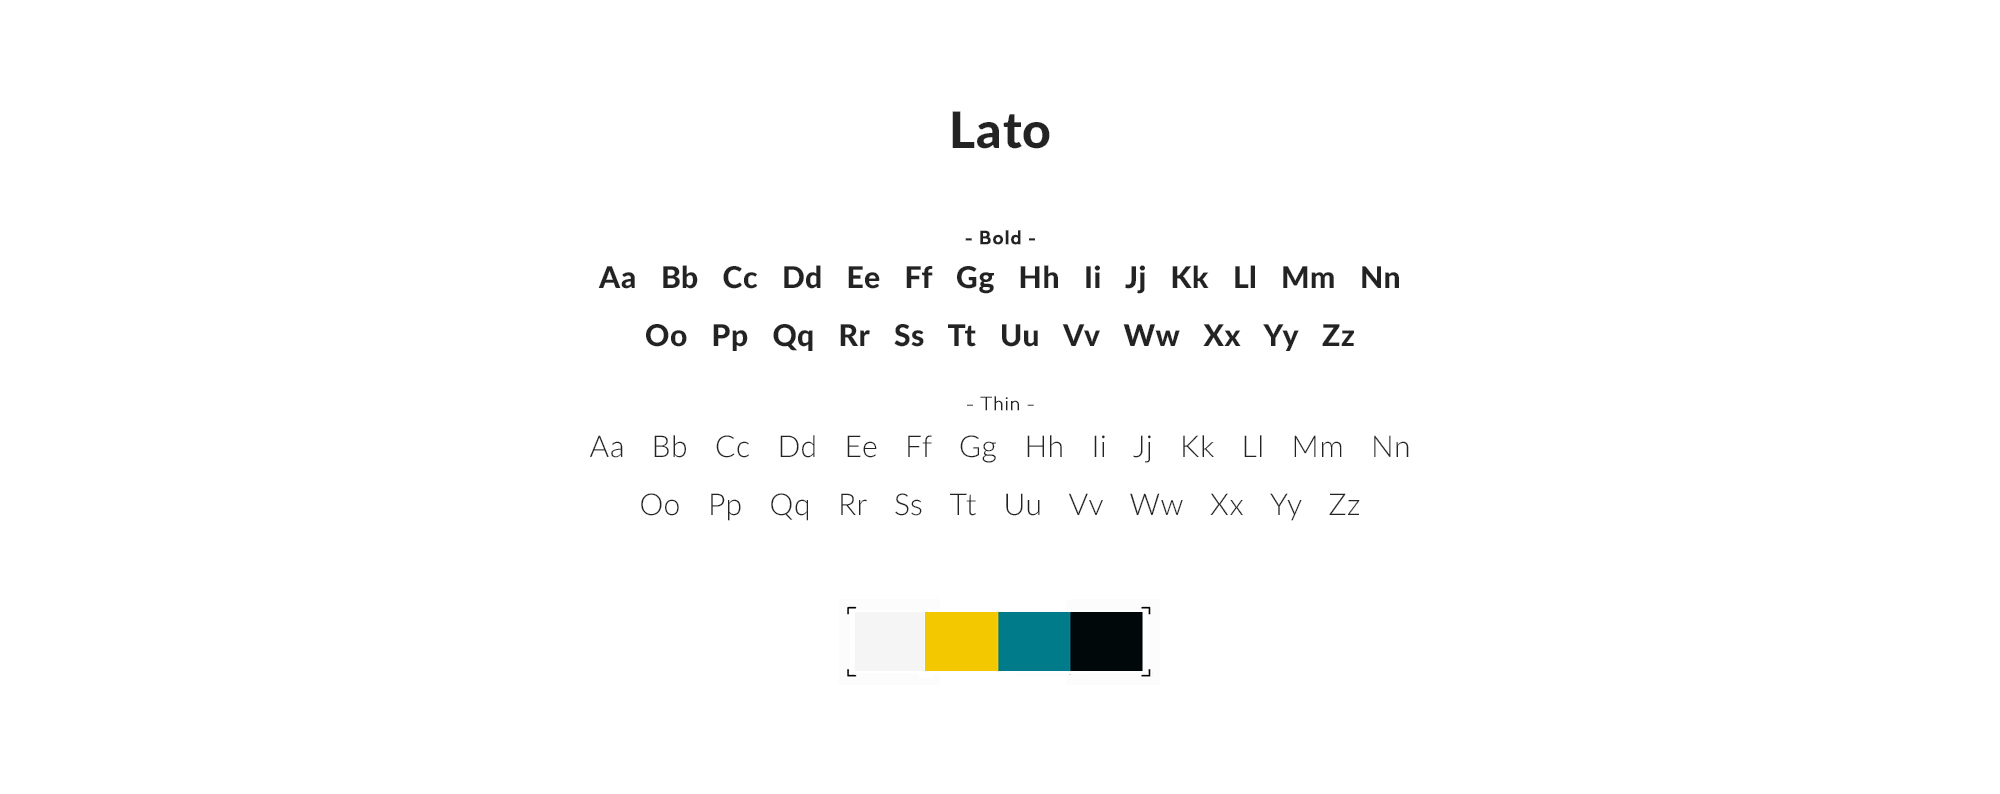 Lato
- Bold -
Aa Bb Cc Dd Ee Ff Gg Hh Ii Jj Kk Ll Mm Nn
Oo Pp Qq Rr Ss Tt Uu Vv Ww Xx Yy Zz
- Thin -
Aa Bb Cc Dd Ee Ff Gg Hh Ii Jj Kk Ll Mm Nn
Oo Pp Qq Rr Ss Tt Uu Vv Ww Xx Yy Zz